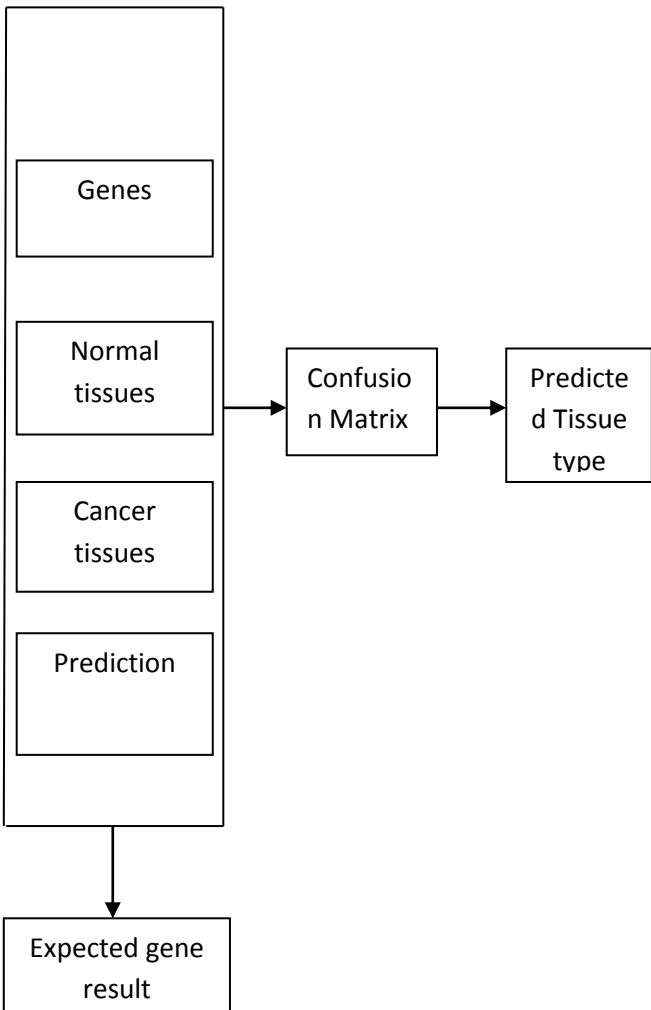 Genes
Normal
tissues
Confusio
n Matrix
Predicte
d Tissue
type
Cancer
tissues
Prediction
Expected gene
result